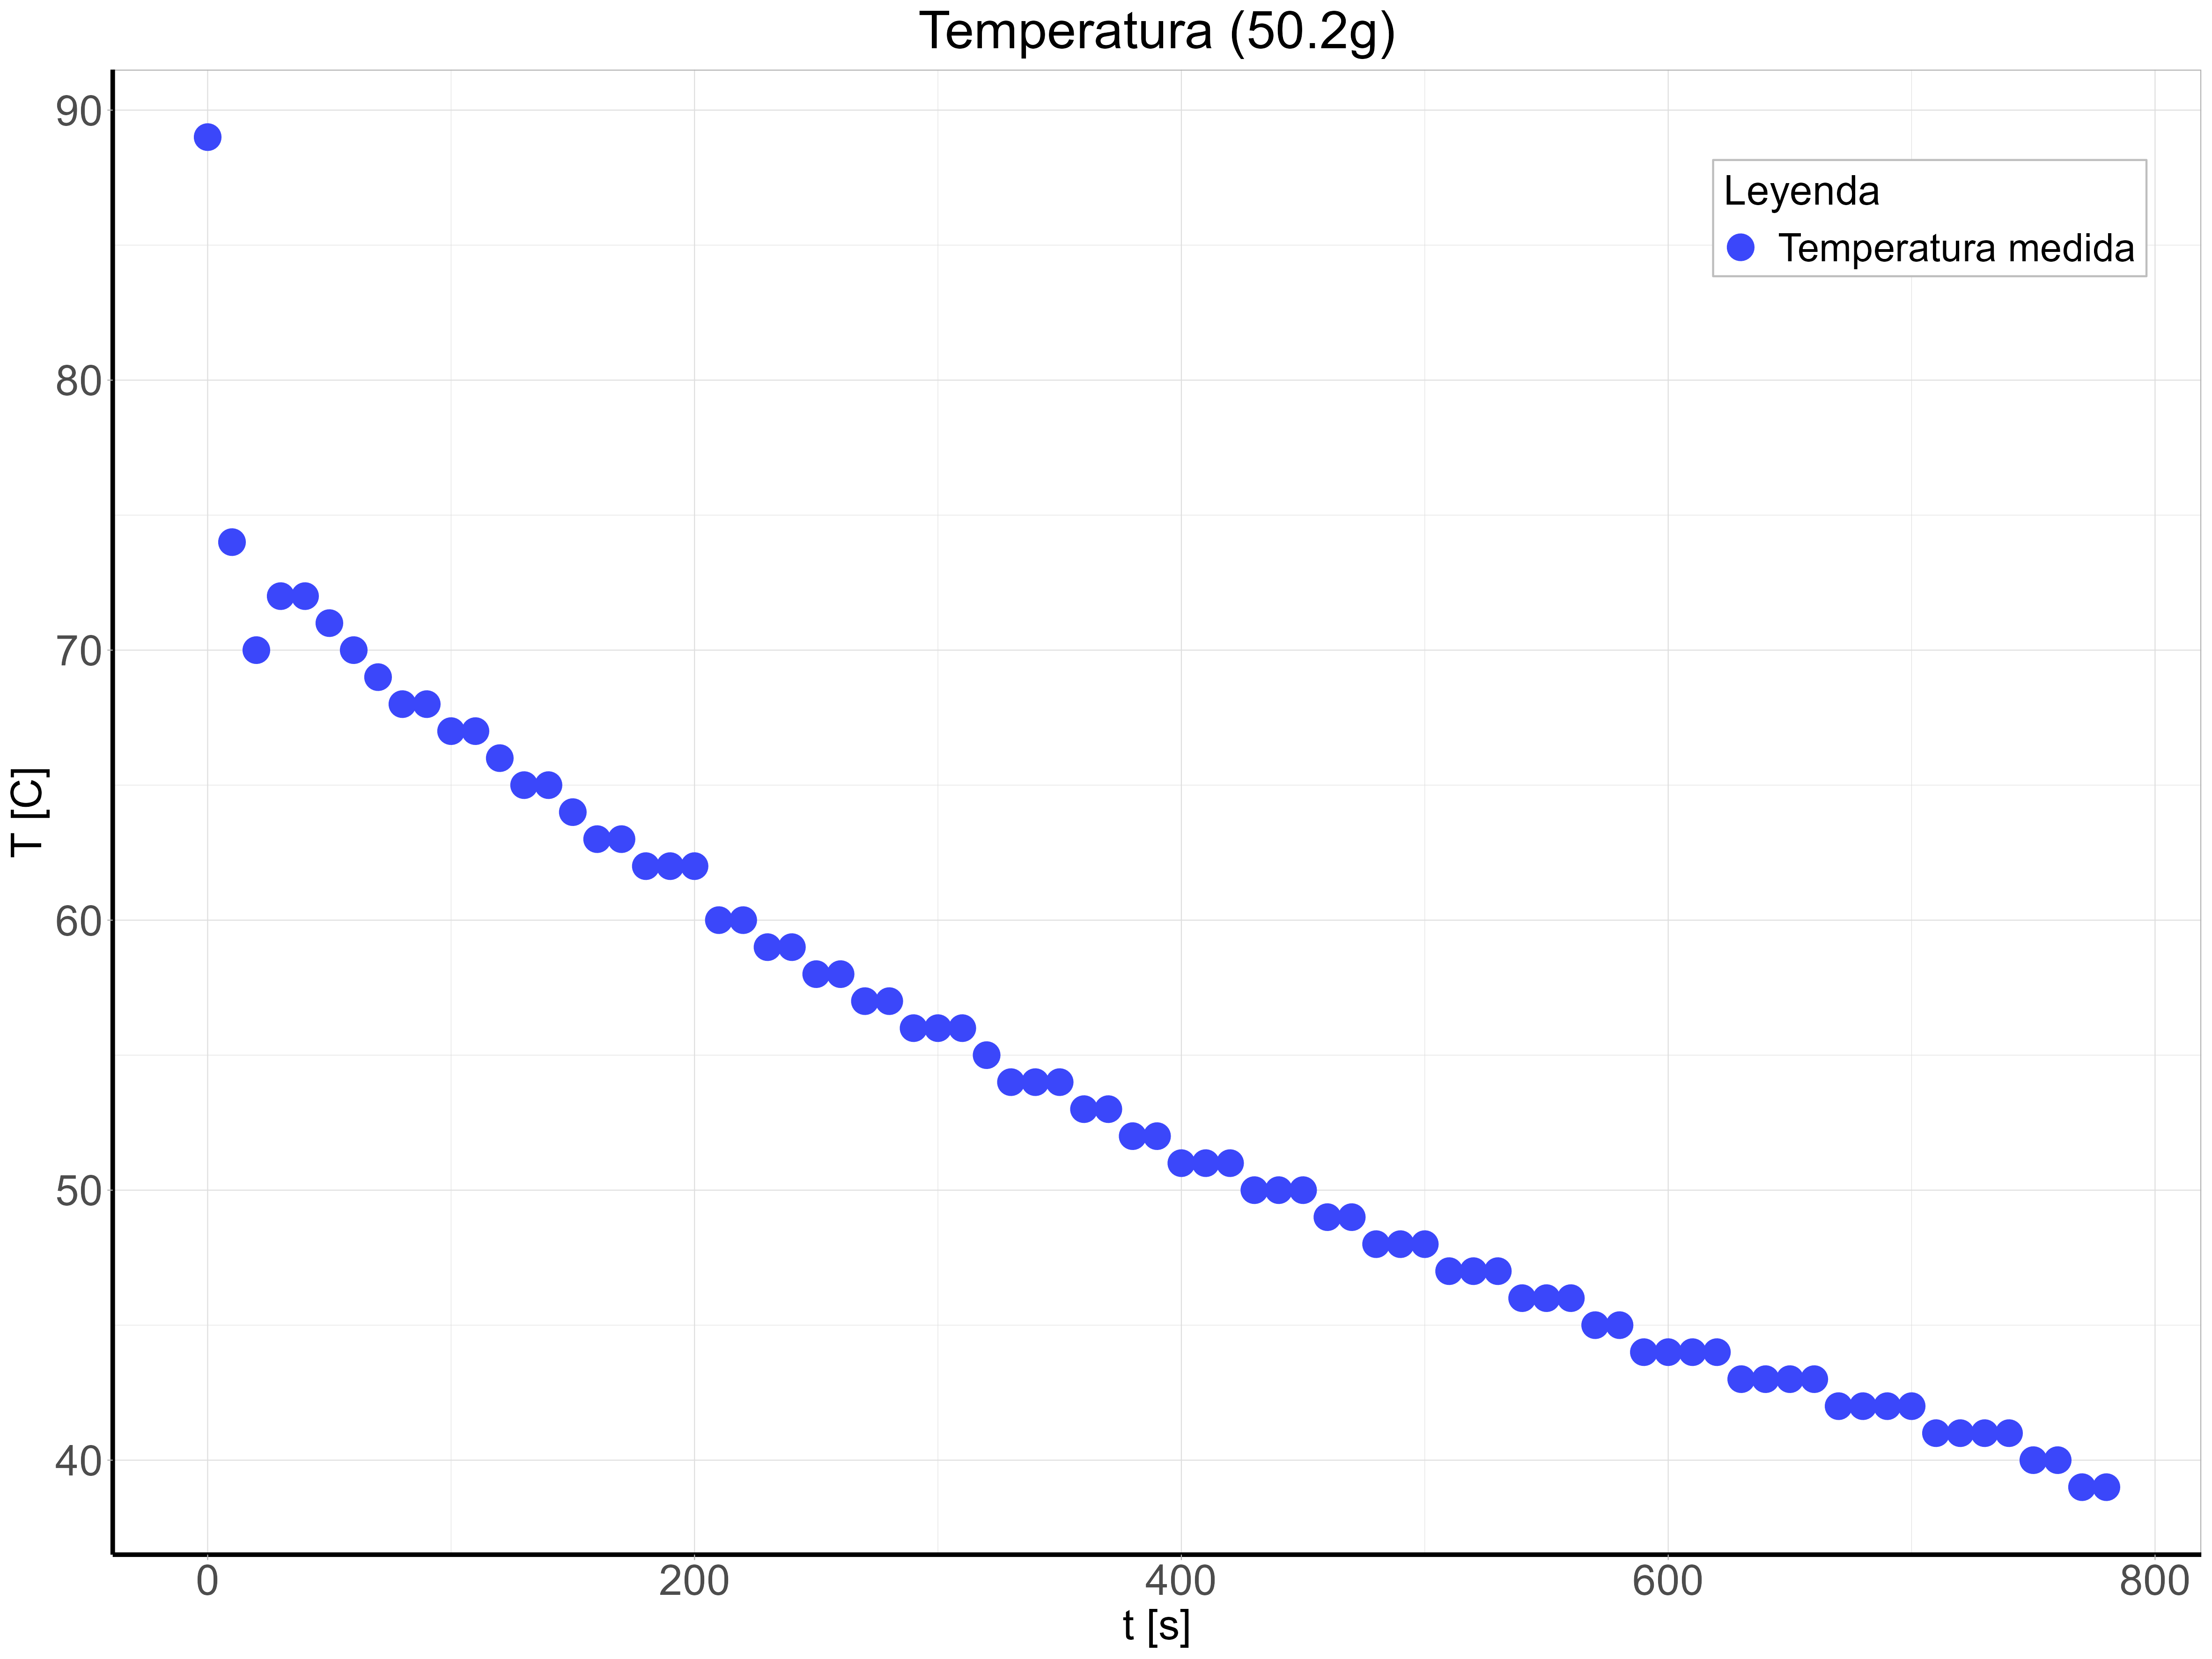 Temperatura (50.2g)
90
80
70
60
50
40
T [C]
Leyenda
Temperatura medida
0 200 400 600 800
t [s]